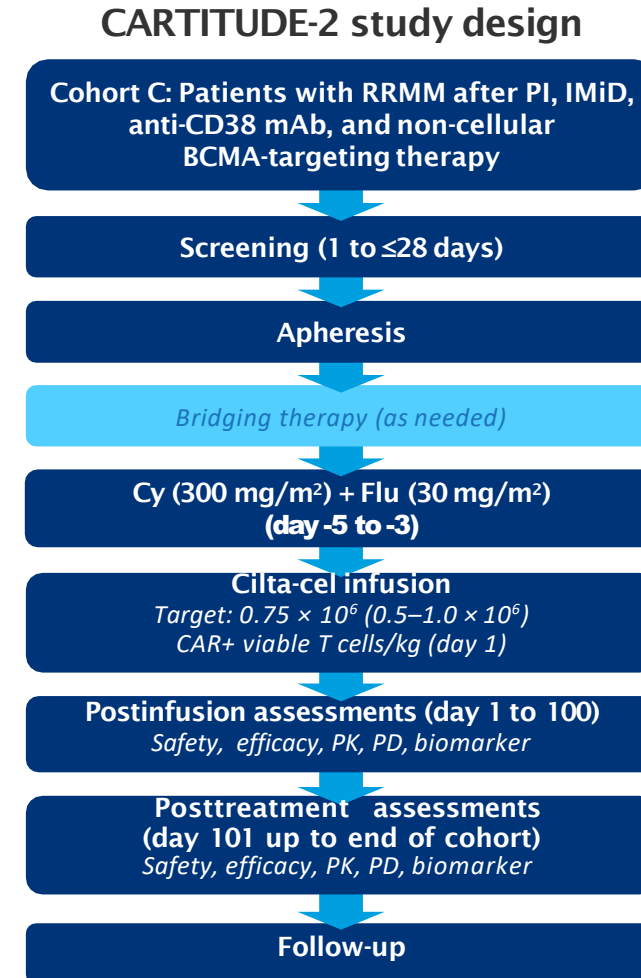 CARTITUDE-2 study design
Cohort C: Patients with RRMM after PI, IMiD,
anti-CD38 mAb, and non-cellular
BCMA-targeting therapy
Screening (1 to ≤28 days)
Apheresis
Bridging therapy (as needed)
Cy (300 mg/m²) + Flu (30 mg/m²)
(day -5 to -3)
Cilta-cel infusion
Target: 0.75 × 10⁶ (0.5–1.0 × 10⁶)
CAR+ viable T cells/kg (day 1)
Postinfusion assessments (day 1 to 100)
Safety, efficacy, PK, PD, biomarker
Posttreatment assessments
(day 101 up to end of cohort)
Safety, efficacy, PK, PD, biomarker
Follow-up